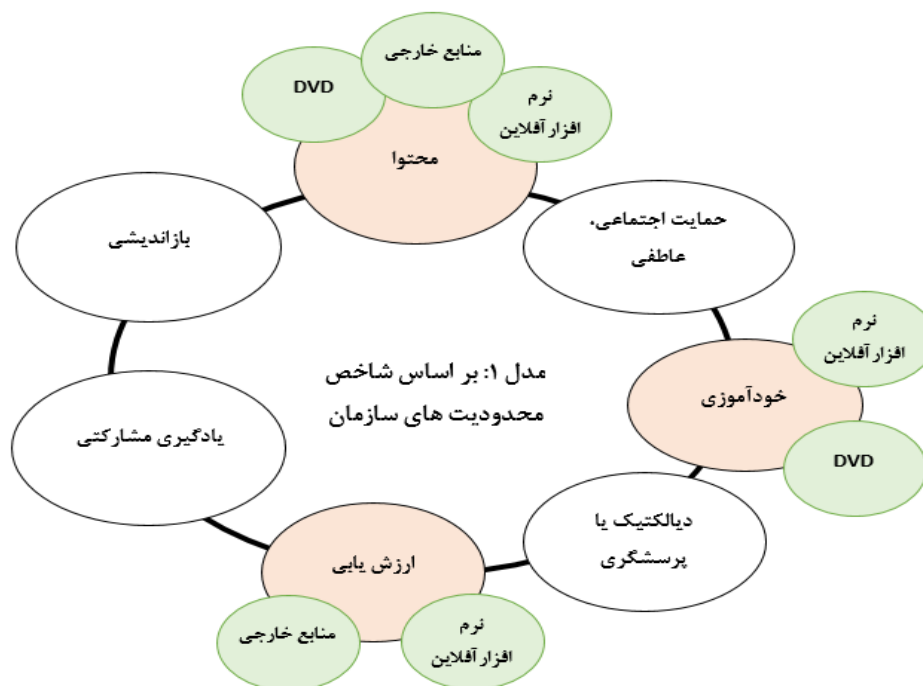 منابع خارجی
DVD
نرم
افزار آفلاین
محتوا
حمایت اجتماعی،
عاطفی
بازاندیشی
نرم
افزار آفلاین
خودآموزی
DVD
مدل ۱: بر اساس شاخص
محدودیت های سازمان
یادگیری مشارکتی
دیالکتیک یا
پرسشگری
ارزش یابی
منابع خارجی
نرم
افزار آفلاین